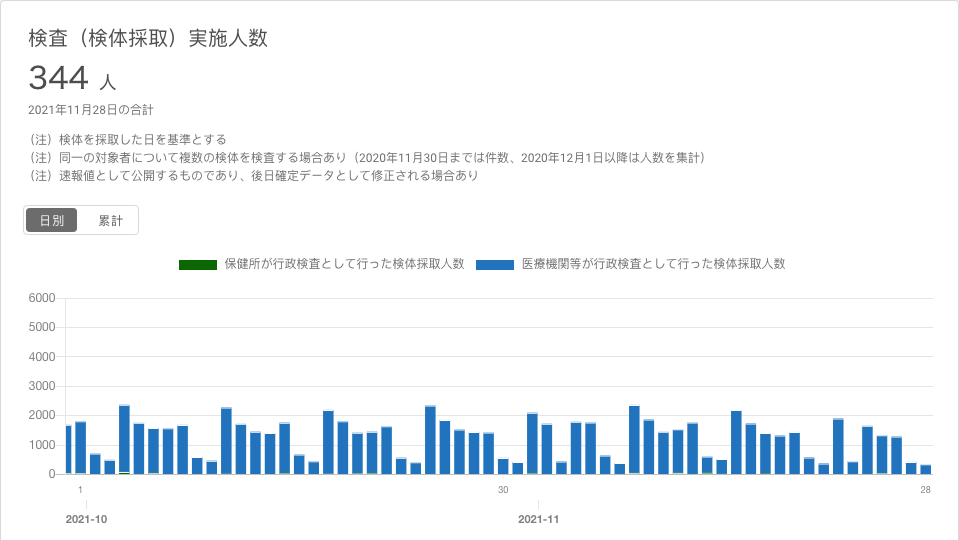 検査（検体採取）実施人数
344 人
2021年11月28日の合計
（注）検体を採取した日を基準とする
（注）同一の対象者について複数の検体を検査する場合あり（2020年11月30日までは件数、2020年12月1日以降は人数を集計）
（注）速報値として公開するものであり、後日確定データとして修正される場合あり
日別 累計
保健所が行政検査として行った検体採取人数 医療機関等が行政検査として行った検体採取人数
6000
5000
4000
3000
2000
1000
0
1 30 28
2021-10 2021-11